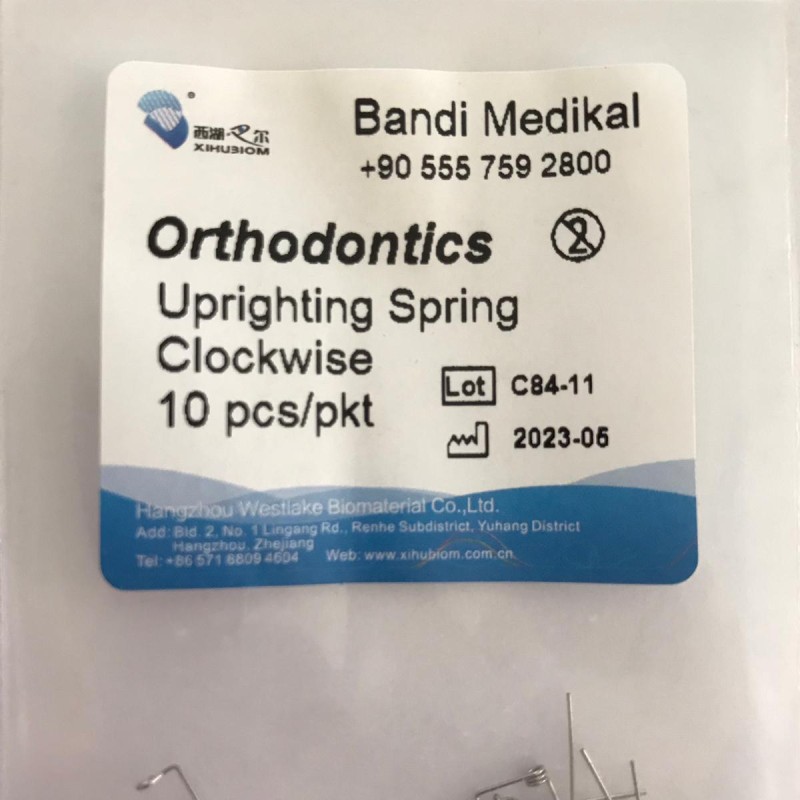 ®
西湖巴尔
XIHUBIOM
Bandi Medikal
+90 555 759 2800
Orthodontics
2
Uprighting Spring
Clockwise
10 pcs/pkt
Lot C84-11
2023-06
Hangzhou Westlake Biomaterial Co.,Ltd.
Add: Bld. 2, No. 1 Lingang Rd., Renhe Subdistrict, Yuhang District
Hangzhou, Zhejiang
Tel: +86 571 8809 4604 Web: www.xihubiom.com.cn